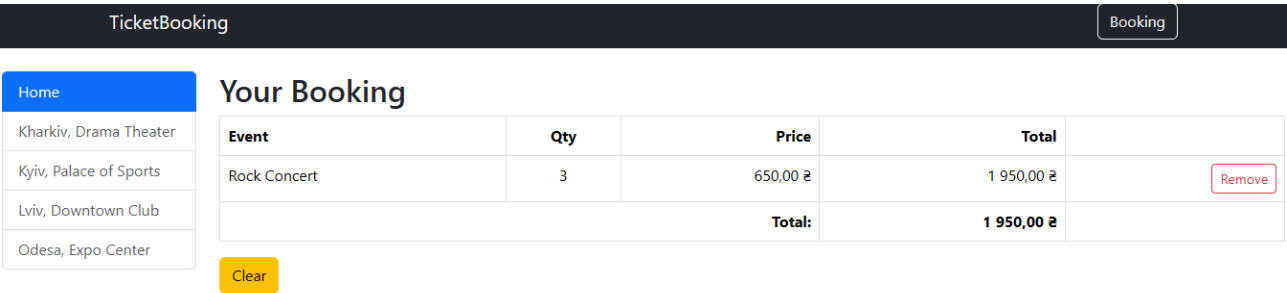 TicketBooking Booking
Home
Kharkiv, Drama Theater
Kyiv, Palace of Sports
Lviv, Downtown Club
Odesa, Expo Center
Your Booking
Event Qty Price Total
Rock Concert 3 650,00 ₴ 1 950,00 ₴ Remove
Total: 1 950,00 ₴
Clear